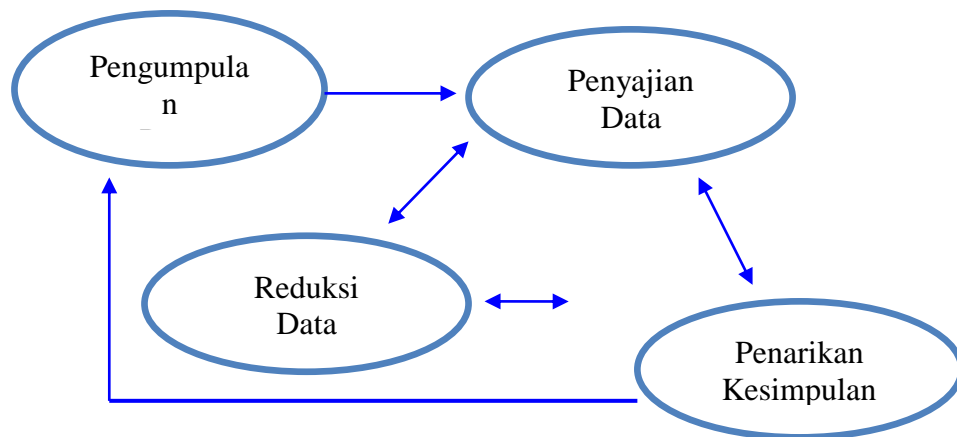 Pengumpula
n
Penyajian
Data
Reduksi
Data
Penarikan
Kesimpulan